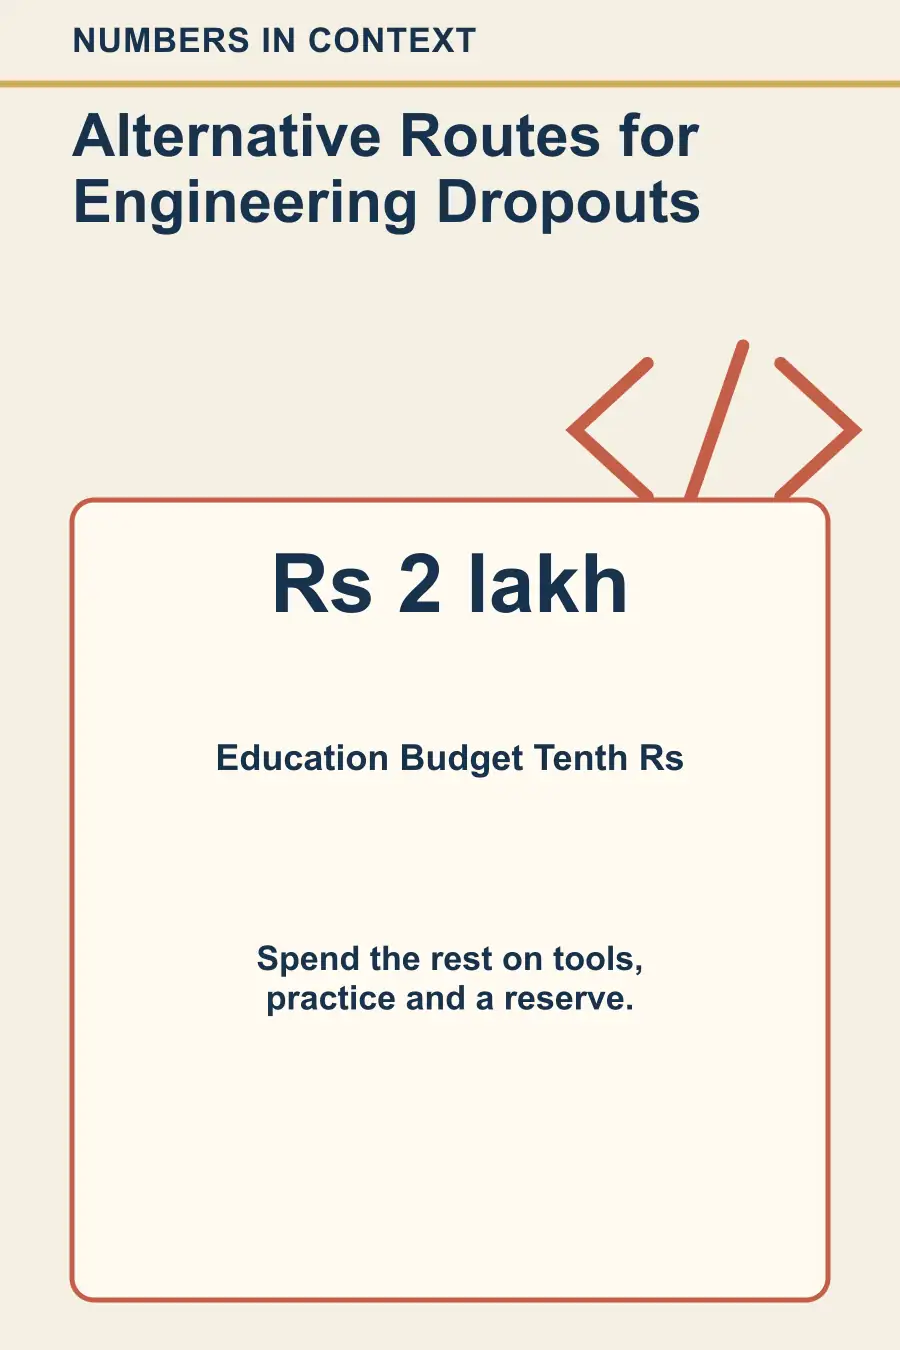 NUMBERS IN CONTEXT
Alternative Routes for
Engineering Dropouts
Rs 2 lakh
Education Budget Tenth Rs
Spend the rest on tools,
practice and a reserve.